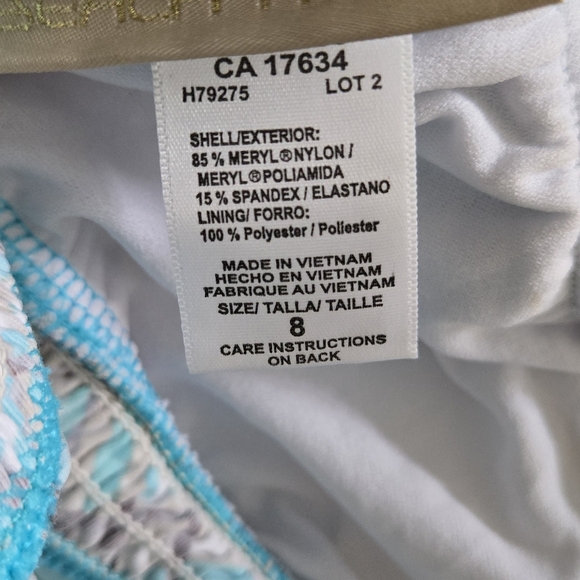 CA 17634
H79275 LOT 2
SHELL/EXTERIOR:
85 % MERYL®NYLON /
MERYL®POLIAMIDA
15 % SPANDEX / ELASTANO
LINING/ FORRO:
100 % Polyester / Poliester
MADE IN VIETNAM
HECHO EN VIETNAM
FABRIQUE AU VIETNAM
SIZE/ TALLA/ TAILLE
8
CARE INSTRUCTIONS
ON BACK